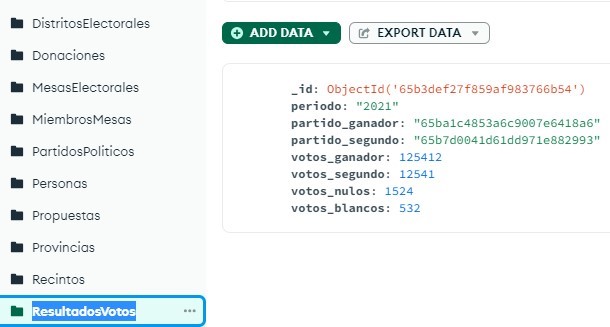 DistritosElectorales
Donaciones
MesasElectorales
MiembrosMesas
PartidosPoliticos
Personas
Propuestas
Provincias
Recintos
ResultadosVotos
ADD DATA
EXPORT DATA
_id: ObjectId('65b3def27f859af983766b54')
periodo: "2021"
partido_ganador: "65ba1c4853a6c9007e6418a6"
partido_segundo: "65b7d0041d61dd971e882993"
votos_ganador: 125412
votos_segundo: 12541
votos_nulos: 1524
votos_blancos: 532